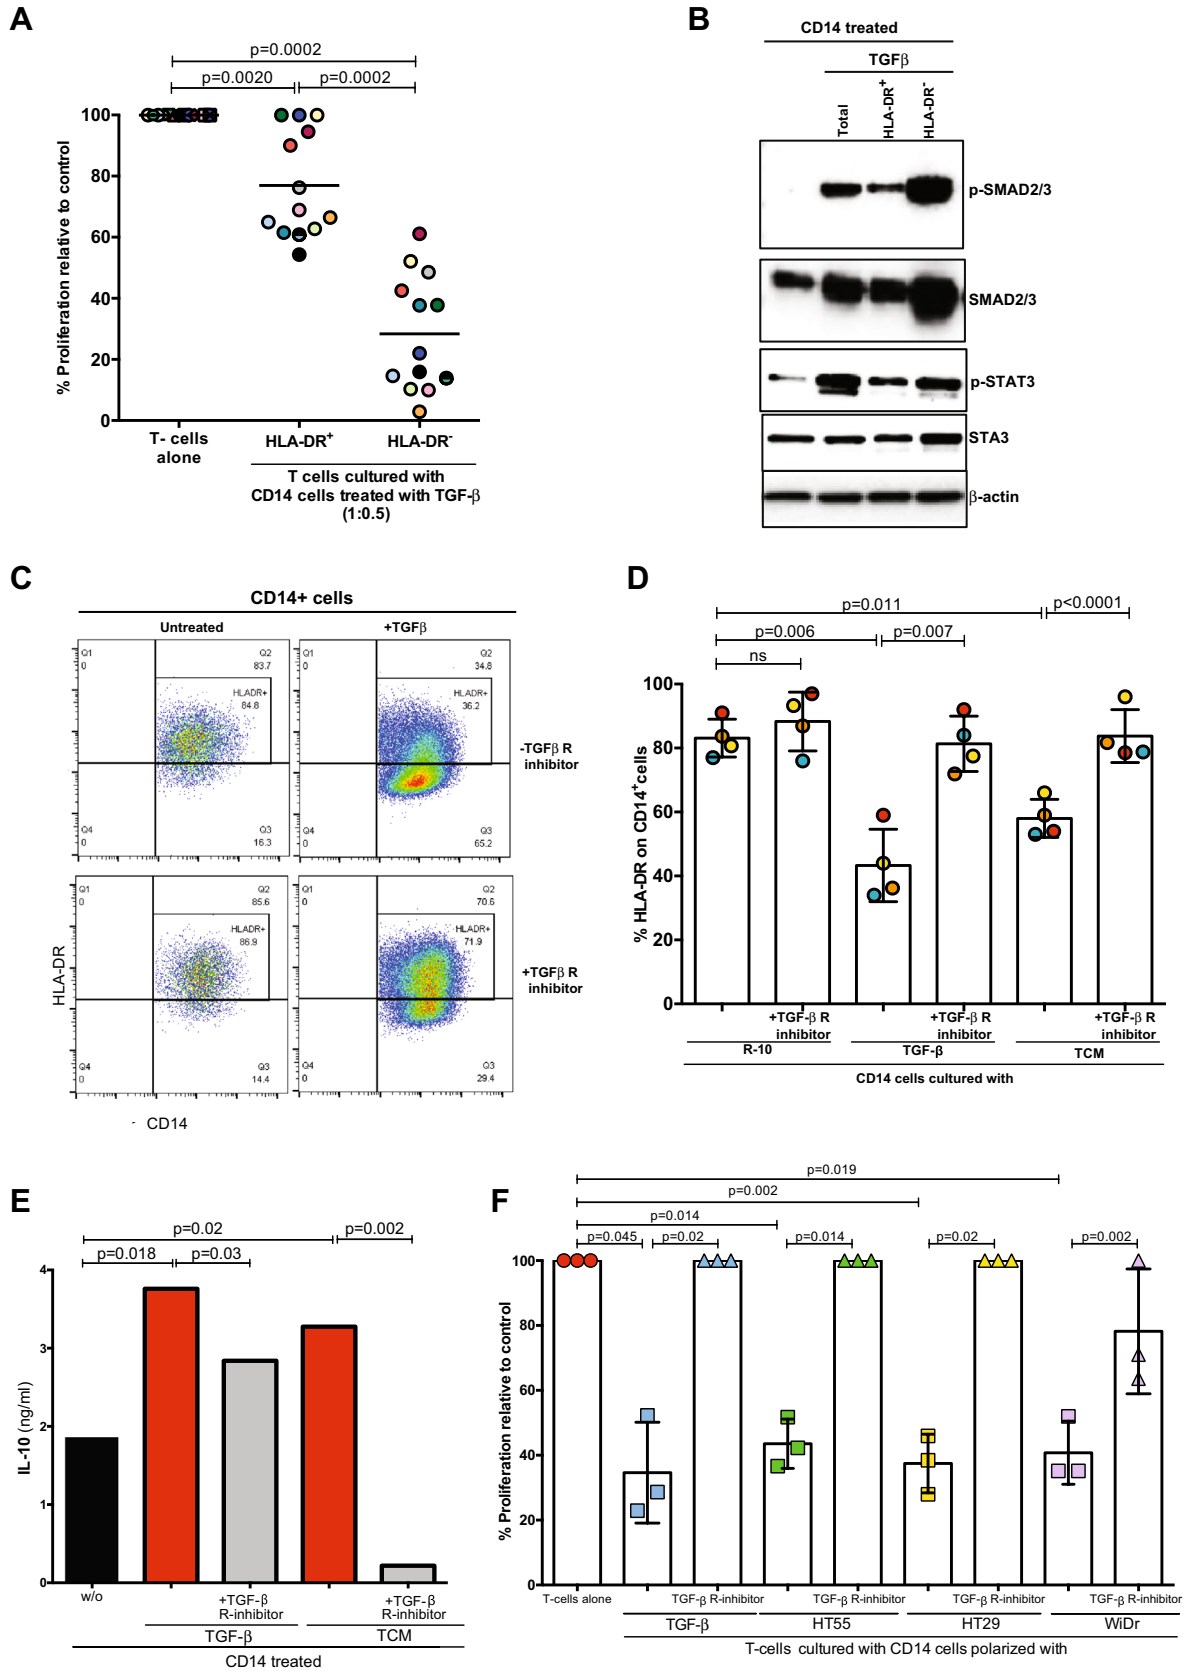 A
p=0.0002
p=0.0020
p=0.0002
% Proliferation relative to control
100
80
60
40
20
0
T- cells
alone
HLA-DR+
HLA-DR-
T cells cultured with
CD14 cells treated with TGF-β
(1:0.5)
B
CD14 treated
TGFβ
Total
HLA-DR+
HLA-DR-
p-SMAD2/3
SMAD2/3
p-STAT3
STA3
β-actin
C
CD14+ cells
Untreated
+TGFβ
Q1
0
Q2
83.7
HLADR+
84.8
Q4
0
Q3
16.3
Q1
0
Q2
34.8
HLADR+
36.2
Q4
0
Q3
65.2
-TGFβ R
inhibitor
Q1
0
Q2
85.6
HLADR+
86.9
Q4
0
Q3
14.4
Q1
0
Q2
70.6
HLADR+
71.9
Q4
0
Q3
29.4
+TGFβ R
inhibitor
HLA-DR
CD14
D
p=0.011
p<0.0001
p=0.006
p=0.007
ns
% HLA-DR on CD14+cells
100
80
60
40
20
0
+TGF-β R
inhibitor
+TGF-β R
inhibitor
+TGF-β R
inhibitor
R-10
TGF-β
TCM
CD14 cells cultured with
E
p=0.02
p=0.002
p=0.018
p=0.03
IL-10 (ng/ml)
4
3
2
1
0
w/o
+TGF-β
R-inhibitor
+TGF-β
R-inhibitor
TGF-β
TCM
CD14 treated
F
p=0.019
p=0.002
p=0.014
p=0.045
p=0.02
p=0.014
p=0.02
p=0.002
% Proliferation relative to control
100
80
60
40
20
0
T-cells alone
TGF-β R-inhibitor
TGF-β R-inhibitor
TGF-β R-inhibitor
TGF-β R-inhibitor
TGF-β
HT55
HT29
WiDr
T-cells cultured with CD14 cells polarized with